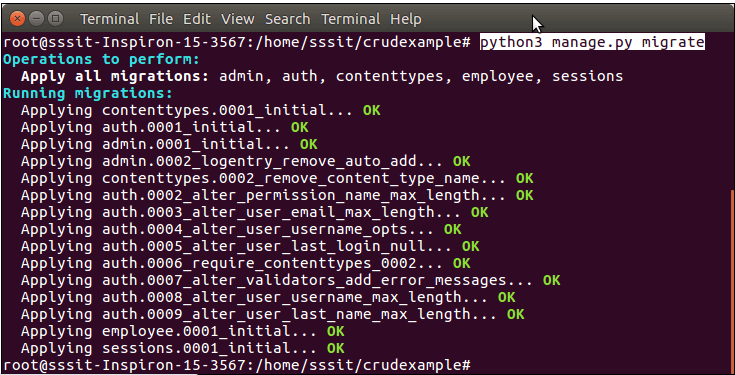 Terminal File Edit View Search Terminal Help
root@sssit-Inspiron-15-3567:/home/sssit/crudexample# python3 manage.py migrate
Operations to perform:
  Apply all migrations: admin, auth, contenttypes, employee, sessions
Running migrations:
  Applying contenttypes.0001_initial... OK
  Applying auth.0001_initial... OK
  Applying admin.0001_initial... OK
  Applying admin.0002_logentry_remove_auto_add... OK
  Applying contenttypes.0002_remove_content_type_name... OK
  Applying auth.0002_alter_permission_name_max_length... OK
  Applying auth.0003_alter_user_email_max_length... OK
  Applying auth.0004_alter_user_username_opts... OK
  Applying auth.0005_alter_user_last_login_null... OK
  Applying auth.0006_require_contenttypes_0002... OK
  Applying auth.0007_alter_validators_add_error_messages... OK
  Applying auth.0008_alter_user_username_max_length... OK
  Applying auth.0009_alter_user_last_name_max_length... OK
  Applying employee.0001_initial... OK
  Applying sessions.0001_initial... OK
root@sssit-Inspiron-15-3567:/home/sssit/crudexample#